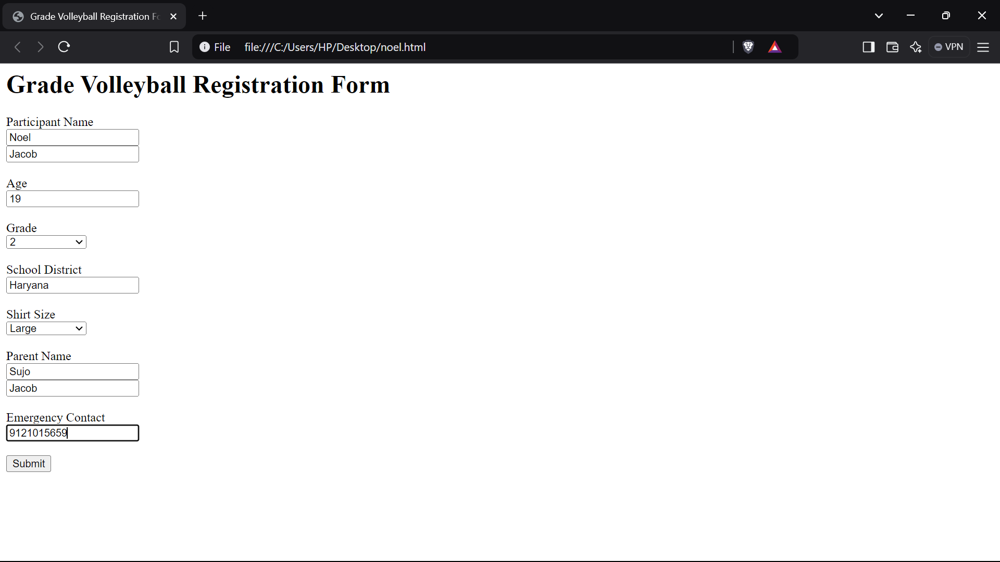 Grade Volleyball Registration Fo
File file:///C:/Users/HP/Desktop/noel.html
VPN
Grade Volleyball Registration Form
Participant Name
Noel
Jacob
Age
19
Grade
2
School District
Haryana
Shirt Size
Large
Parent Name
Sujo
Jacob
Emergency Contact
9121015659
Submit